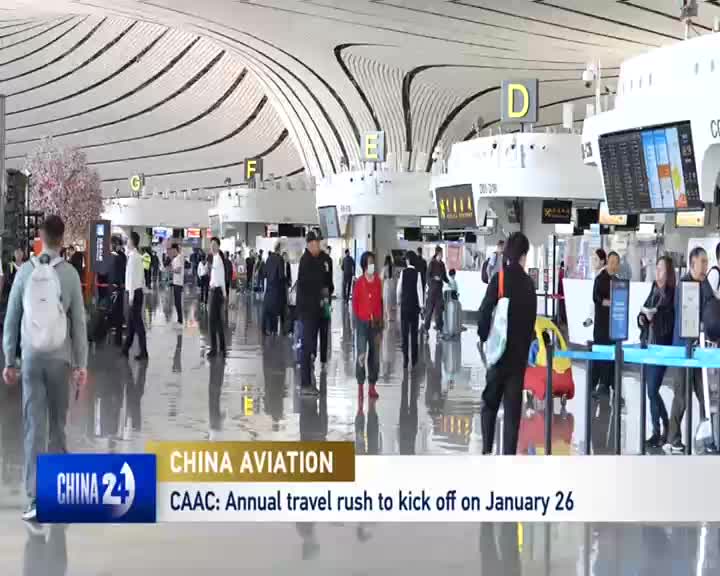 D
E
F
G
CHINA AVIATION
CHINA 24
CAAC: Annual travel rush to kick off on January 26